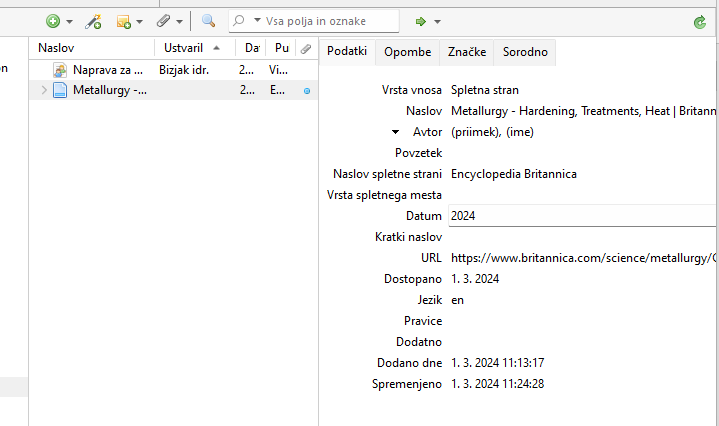 Vsa polja in oznake
Naslov Ustvaril Da Pu
Podatki Opombe Značke Sorodno
on
Naprava za ... Bizjak idr. 2... Vi...
Metallurgy -... 2... E...
Vrsta vnosa Spletna stran
Naslov Metallurgy - Hardening, Treatments, Heat | Britann
Avtor (priimek), (ime)
Povzetek
Naslov spletne strani Encyclopedia Britannica
Vrsta spletnega mesta
Datum 2024
Kratki naslov
URL https://www.britannica.com/science/metallurgy/
Dostopano 1. 3. 2024
Jezik en
Pravice
Dodatno
Dodano dne 1. 3. 2024 11:13:17
Spremenjeno 1. 3. 2024 11:24:28